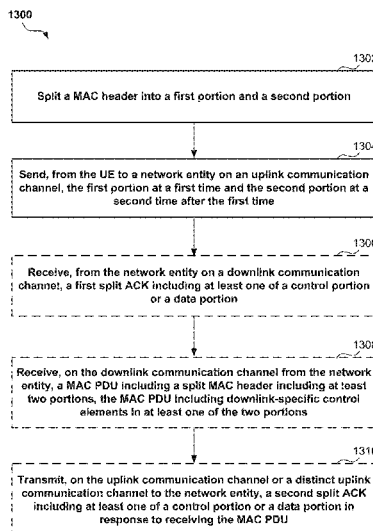 1300
1302
Split a MAC header into a first portion and a second portion
1304
Send, from the UE to a network entity on an uplink communication
channel, the first portion at a first time and the second portion at a
second time after the first time
1306
Receive, from the network entity on a downlink communication
channel, a first split ACK including at least one of a control portion
or a data portion
1308
Receive, on the downlink communication channel from the network
entity, a MAC PDU including a split MAC header including at least
two portions, the MAC PDU including downlink-specific control
elements in at least one of the two portions
1310
Transmit, on the uplink communication channel or a distinct uplink
communication channel to the network entity, a second split ACK
including at least one of a control portion or a data portion in
response to receiving the MAC PDU